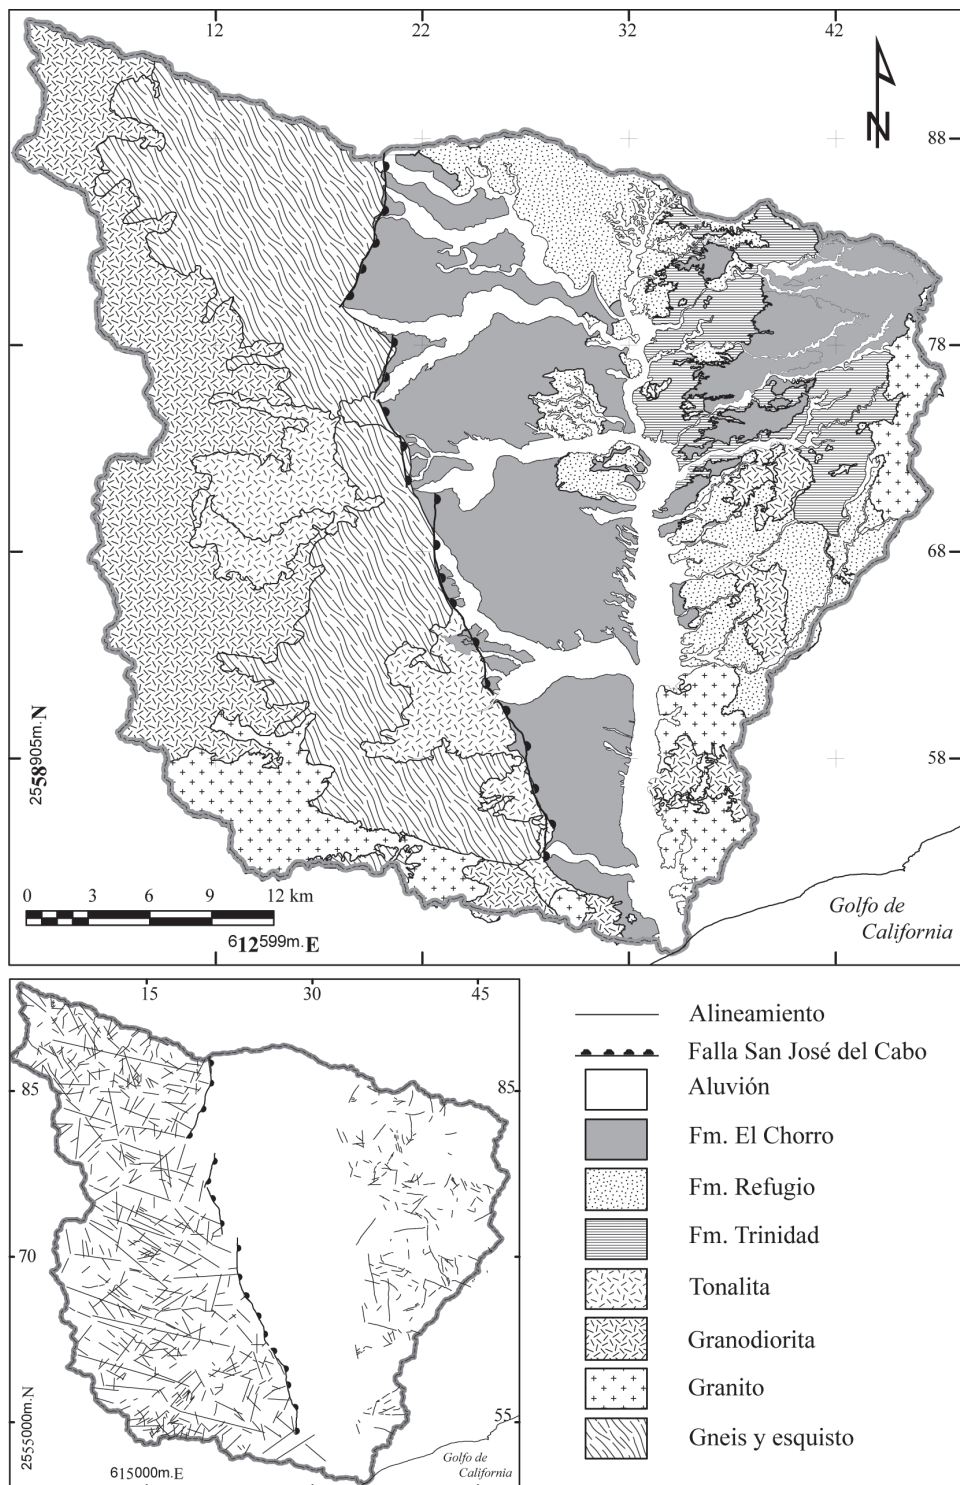 12 22 32 42
N
88
78
68
58
2558905m.N
0 3 6 9 12 km
612599m.E
Golfo de
California
15 30 45
85 85
70
55
2555000m.N
615000m.E
Golfo de
California
Alineamiento
Falla San José del Cabo
Aluvión
Fm. El Chorro
Fm. Refugio
Fm. Trinidad
Tonalita
Granodiorita
Granito
Gneis y esquisto